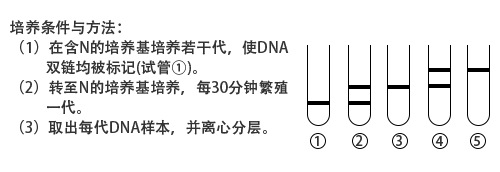 培养条件与方法：
（1）在含N的培养基培养若干代，使DNA
双链均被标记(试管①)。
（2）转至N的培养基培养，每30分钟繁殖
一代。
（3）取出每代DNA样本，并离心分层。
① ② ③ ④ ⑤